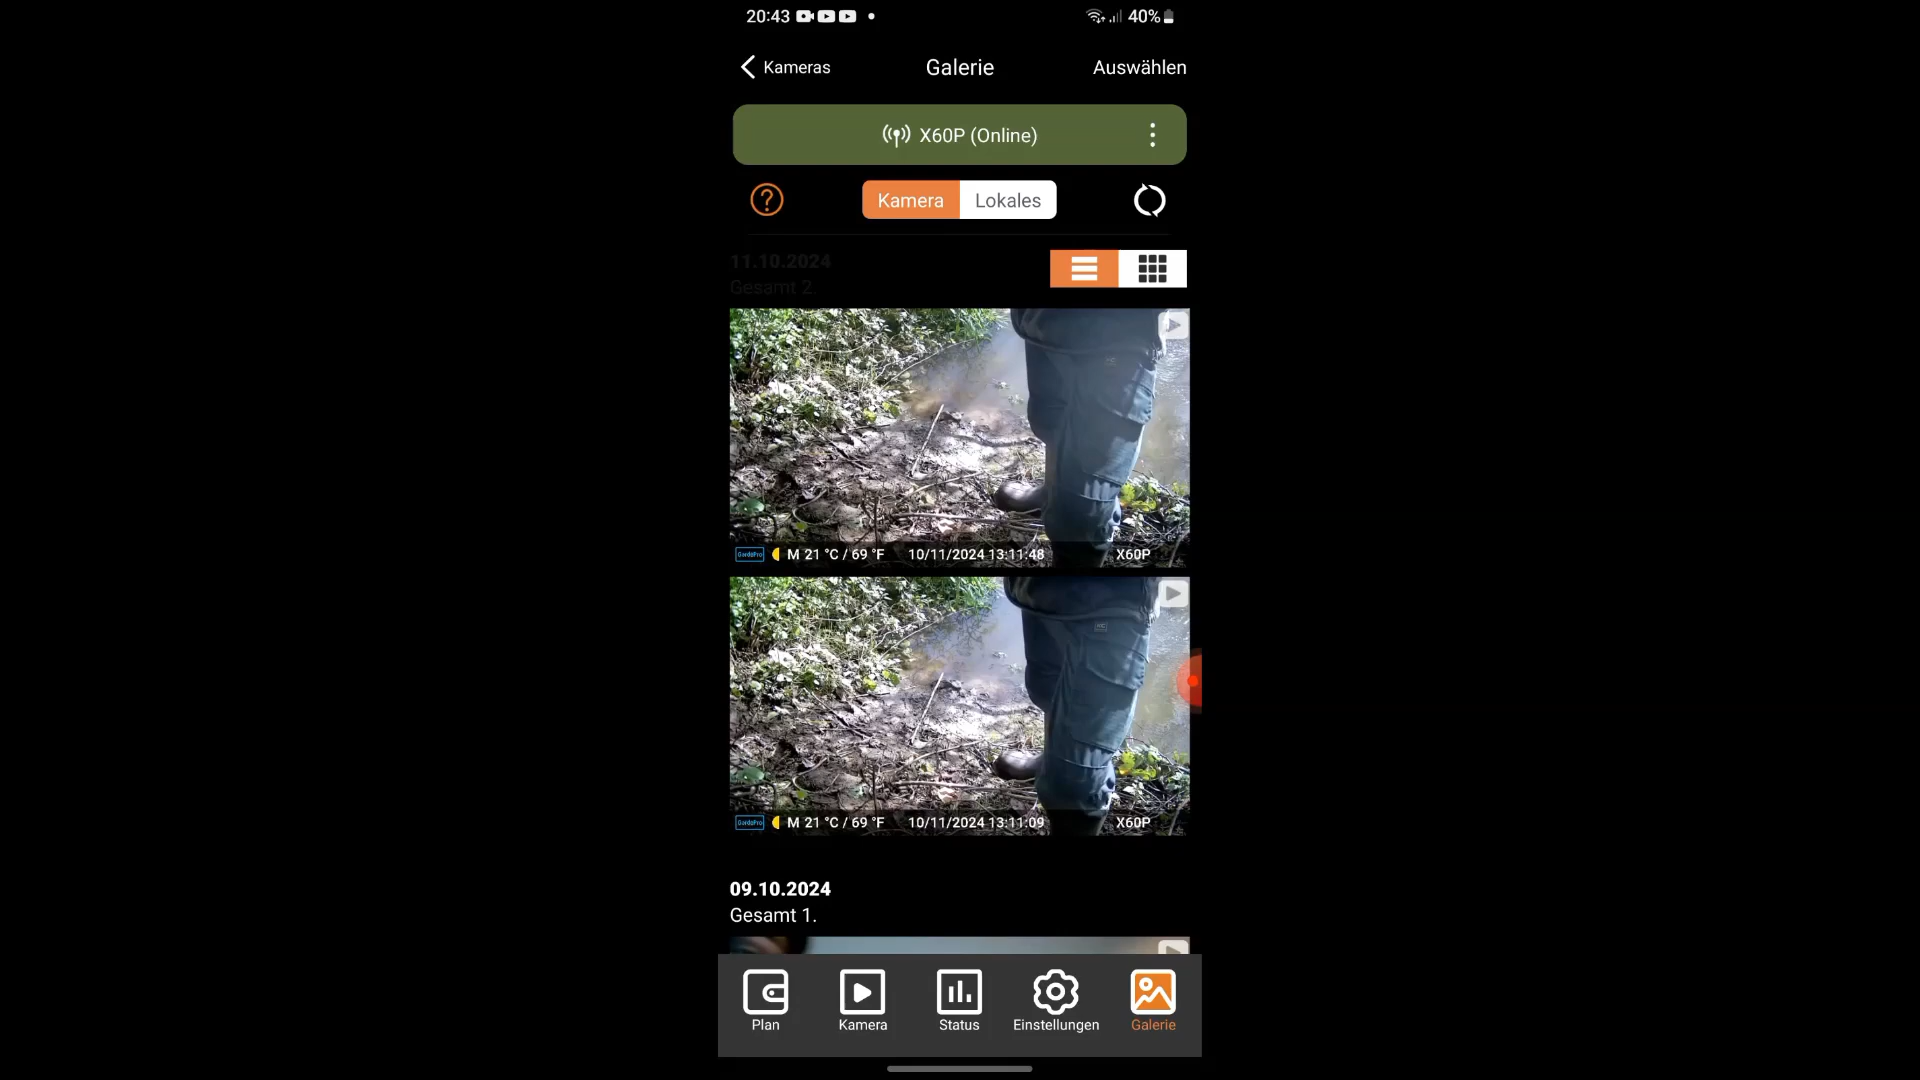 20:43 40%
Kameras Galerie Auswählen
X60P (Online)
Kamera Lokales
11.10.2024
Gesamt 2.
GardePro M 21 °C / 69 °F 10/11/2024 13:11:48 X60P
GardePro M 21 °C / 69 °F 10/11/2024 13:11:09 X60P
09.10.2024
Gesamt 1.
Plan Kamera Status Einstellungen Galerie